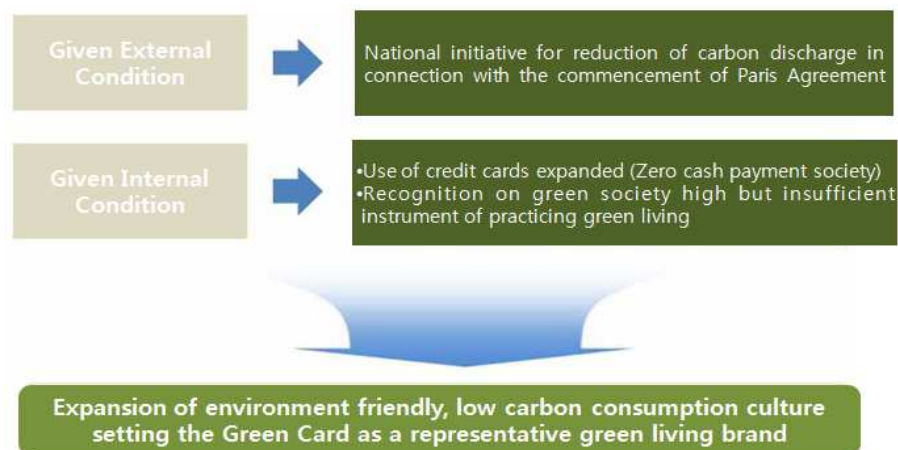 Given External
Condition
National initiative for reduction of carbon discharge in
connection with the commencement of Paris Agreement
Given Internal
Condition
•Use of credit cards expanded (Zero cash payment society)
•Recognition on green society high but insufficient
instrument of practicing green living
Expansion of environment friendly, low carbon consumption culture
setting the Green Card as a representative green living brand